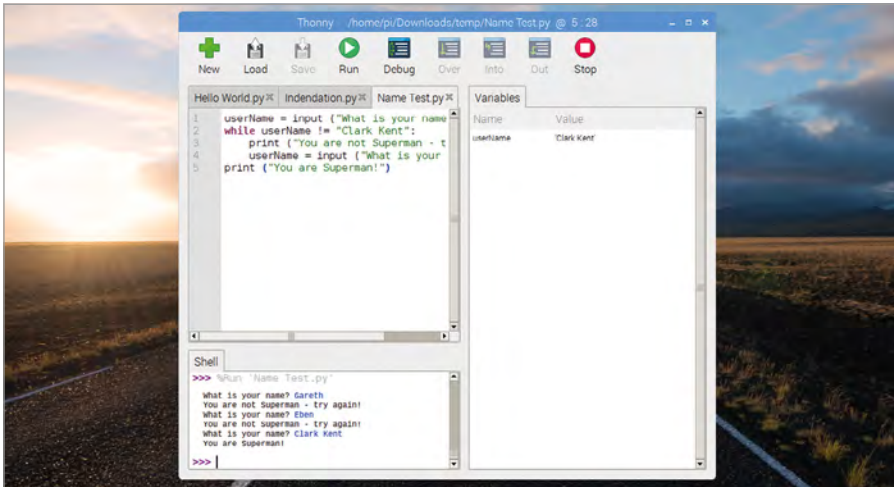 Thonny /home/pi/Downloads/temp/Name Test.py @ 5 : 28
New Load Save Run Debug Over Into Out Stop
Hello World.py Indentation.py Name Test.py
1 userName = input ("What is your name
2 while userName != "Clark Kent":
3 print ("You are not Superman - t
4 userName = input ("What is your
5 print ("You are Superman!")
Variables
Name Value
userName 'Clark Kent'
Shell
>>> %Run 'Name Test.py'
What is your name? Gareth
You are not Superman - try again!
What is your name? Eben
You are not Superman - try again!
What is your name? Clark Kent
You are Superman!
>>>